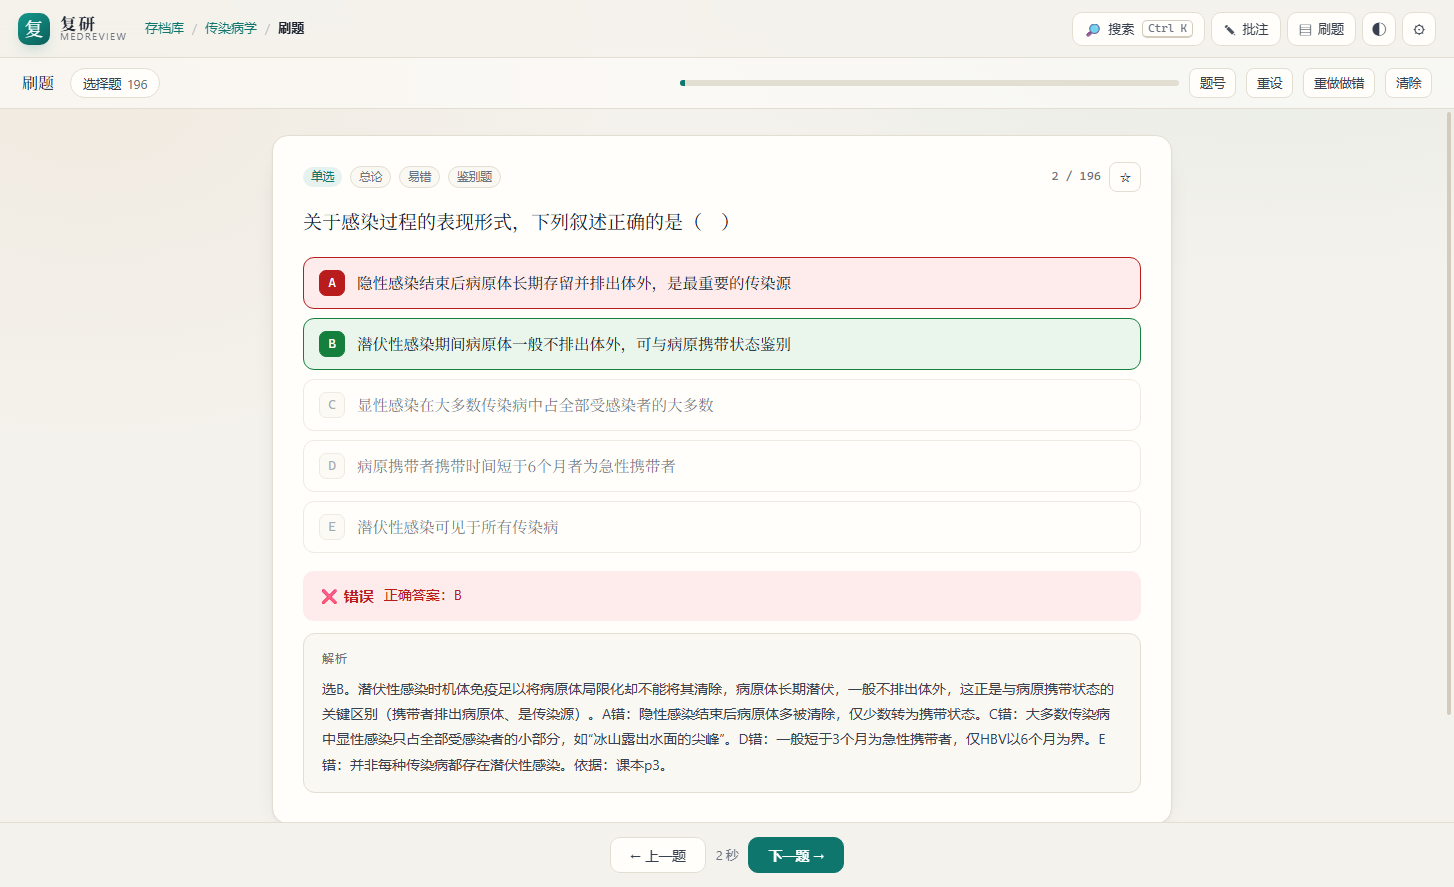 复 复研 MEDREVIEW 存档库 / 传染病学 / 刷题 搜索 Ctrl K 批注 刷题
刷题 选择题 196 题号 重设 重做做错 清除
单选 总论 易错 鉴别题 2 / 196
关于感染过程的表现形式，下列叙述正确的是（ ）
A 隐性感染结束后病原体长期存留并排出体外，是最重要的传染源
B 潜伏性感染期间病原体一般不排出体外，可与病原携带状态鉴别
C 显性感染在大多数传染病中占全部受感染者的大多数
D 病原携带者携带时间短于6个月者为急性携带者
E 潜伏性感染可见于所有传染病
错误 正确答案：B
解析
选B。潜伏性感染时机体免疫足以将病原体局限化却不能将其清除，病原体长期潜伏，一般不排出体外，这正是与病原携带状态的
关键区别（携带者排出病原体、是传染源）。A错：隐性感染结束后病原体多被清除，仅少数转为携带状态。C错：大多数传染病
中显性感染只占全部受感染者的小部分，如“冰山露出水面的尖峰”。D错：一般短于3个月为急性携带者，仅HBV以6个月为界。E
错：并非每种传染病都存在潜伏性感染。依据：课本p3。
←上一题 2 秒 下一题→